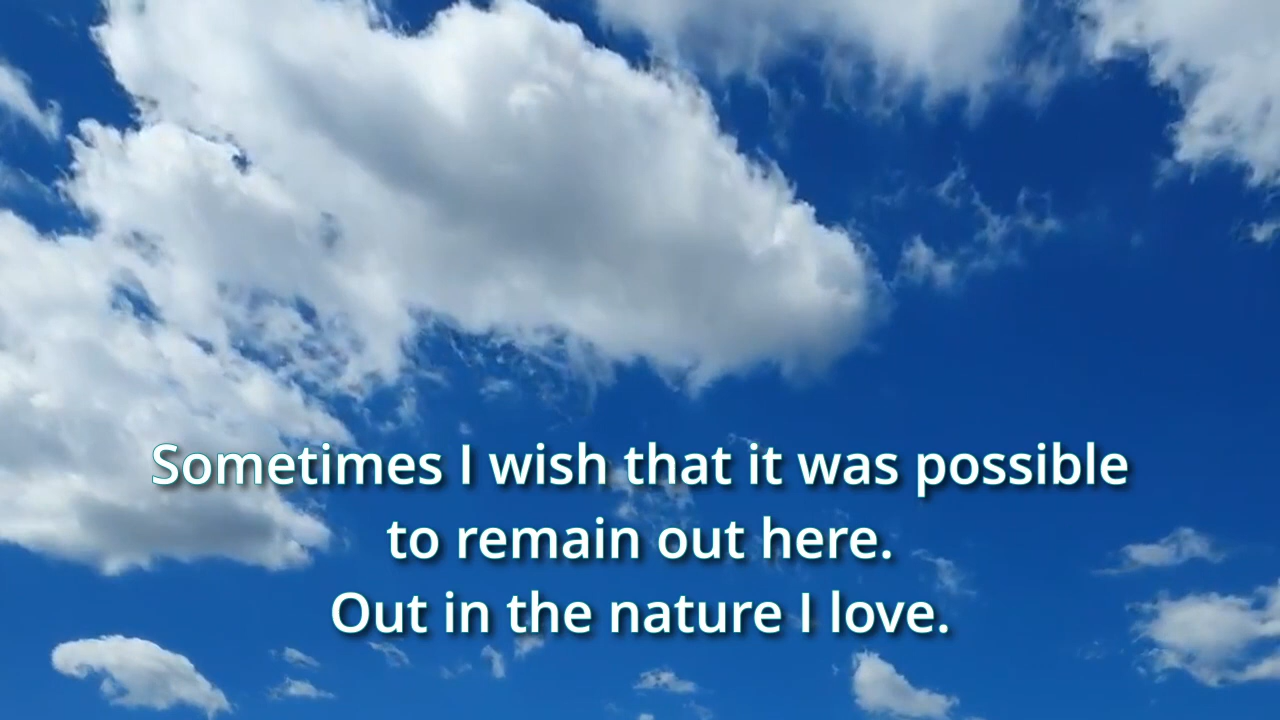 Sometimes I wish that it was possible
to remain out here.
Out in the nature I love.